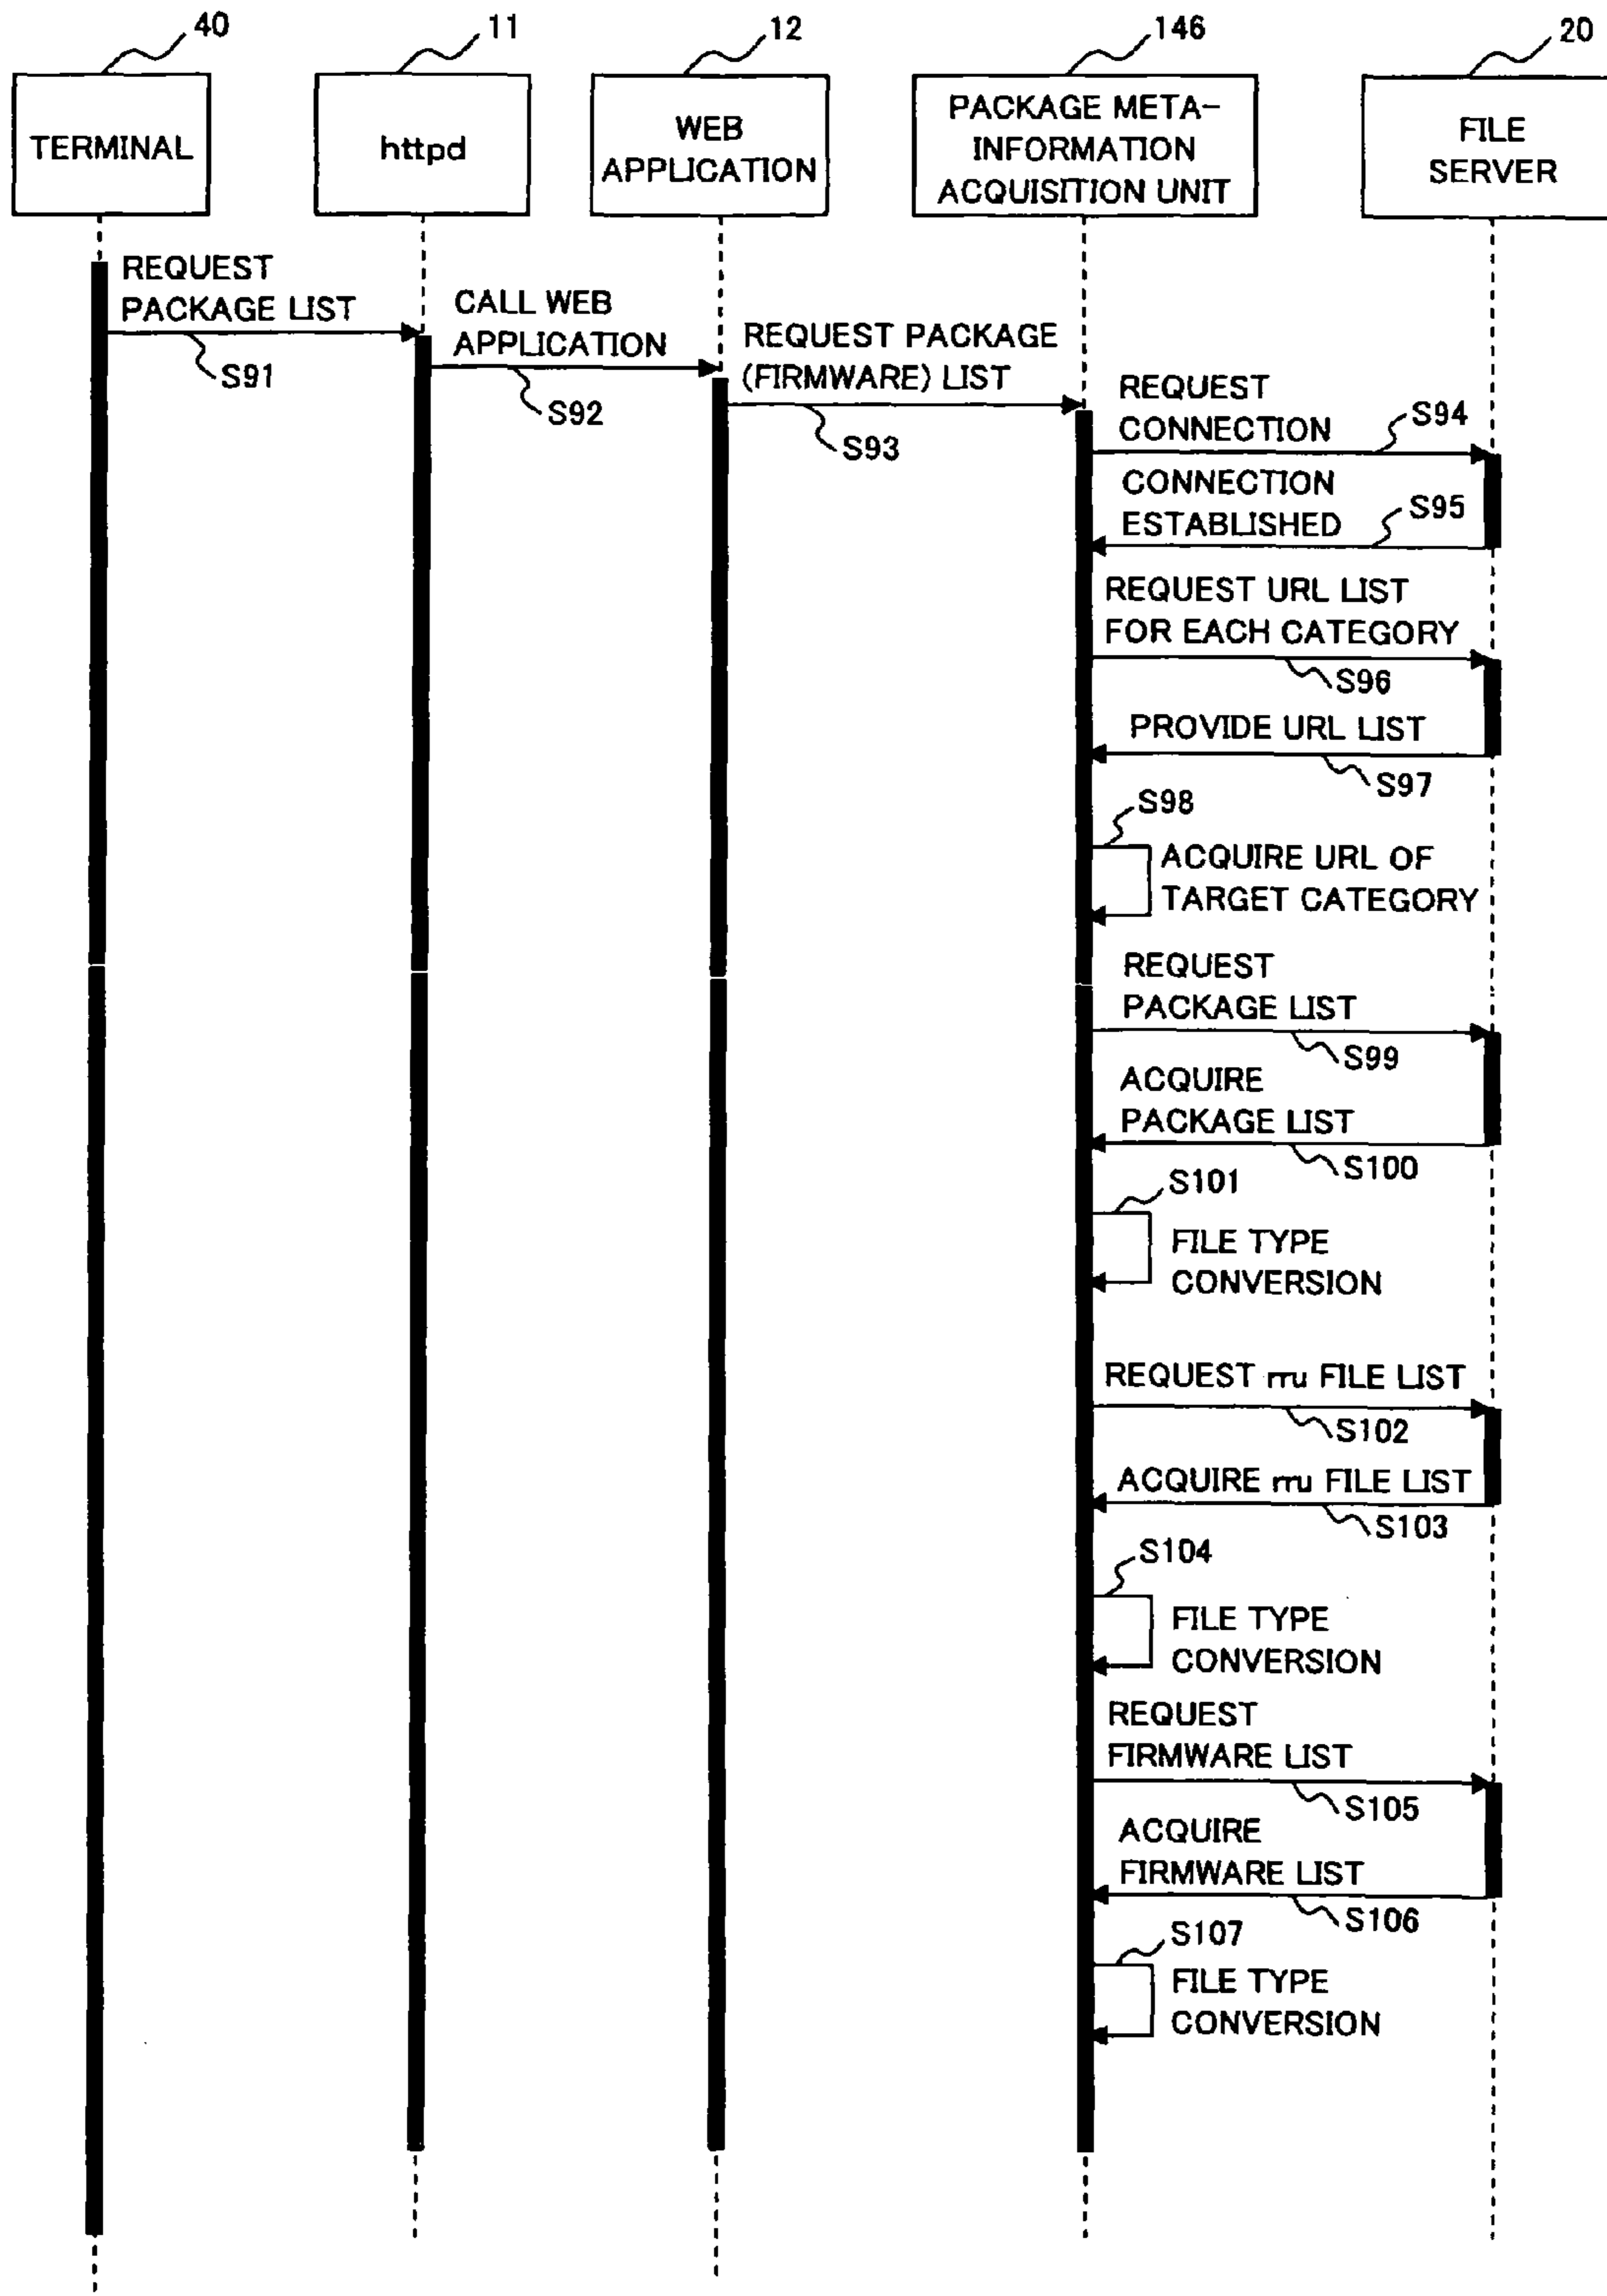 40
11
12
146
20
TERMINAL
httpd
WEB
APPLICATION
PACKAGE META-
INFORMATION
ACQUISITION UNIT
FILE
SERVER
REQUEST
PACKAGE LIST
S91
CALL WEB
APPLICATION
S92
REQUEST PACKAGE
(FIRMWARE) LIST
S93
REQUEST
CONNECTION
S94
CONNECTION
ESTABLISHED
S95
REQUEST URL LIST
FOR EACH CATEGORY
S96
PROVIDE URL LIST
S97
S98
ACQUIRE URL OF
TARGET CATEGORY
REQUEST
PACKAGE LIST
S99
ACQUIRE
PACKAGE LIST
S100
S101
FILE TYPE
CONVERSION
REQUEST rru FILE LIST
S102
ACQUIRE rru FILE LIST
S103
S104
FILE TYPE
CONVERSION
REQUEST
FIRMWARE LIST
S105
ACQUIRE
FIRMWARE LIST
S106
S107
FILE TYPE
CONVERSION